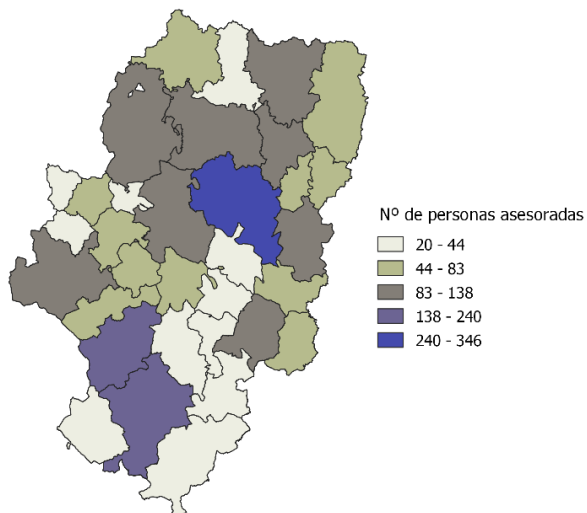 Nº de personas asesoradas
20 - 44
44 - 83
83 - 138
138 - 240
240 - 346